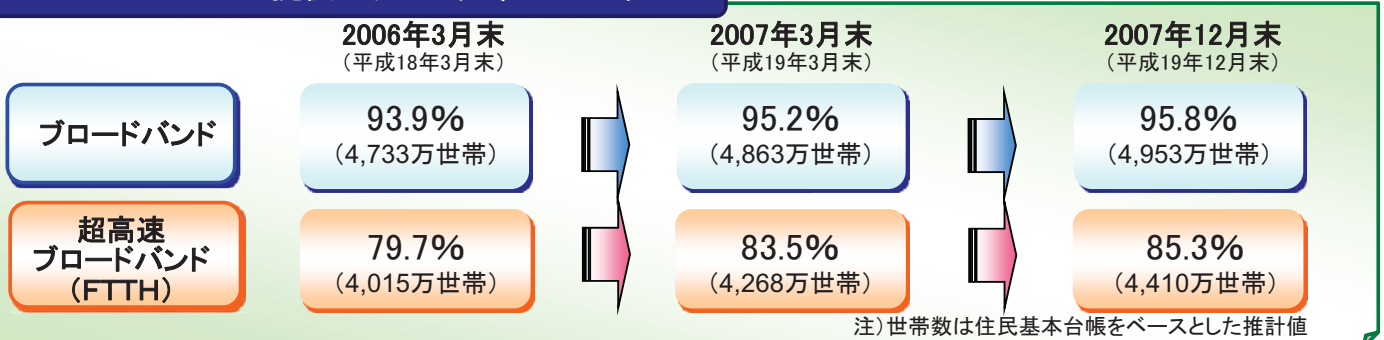 2006年3月末
（平成18年3月末）
2007年3月末
（平成19年3月末）
2007年12月末
（平成19年12月末）
ブロードバンド
93.9%
（4,733万世帯）
95.2%
（4,863万世帯）
95.8%
（4,953万世帯）
超高速
ブロードバンド
（FTTH）
79.7%
（4,015万世帯）
83.5%
（4,268万世帯）
85.3%
（4,410万世帯）
注）世帯数は住民基本台帳をベースとした推計値